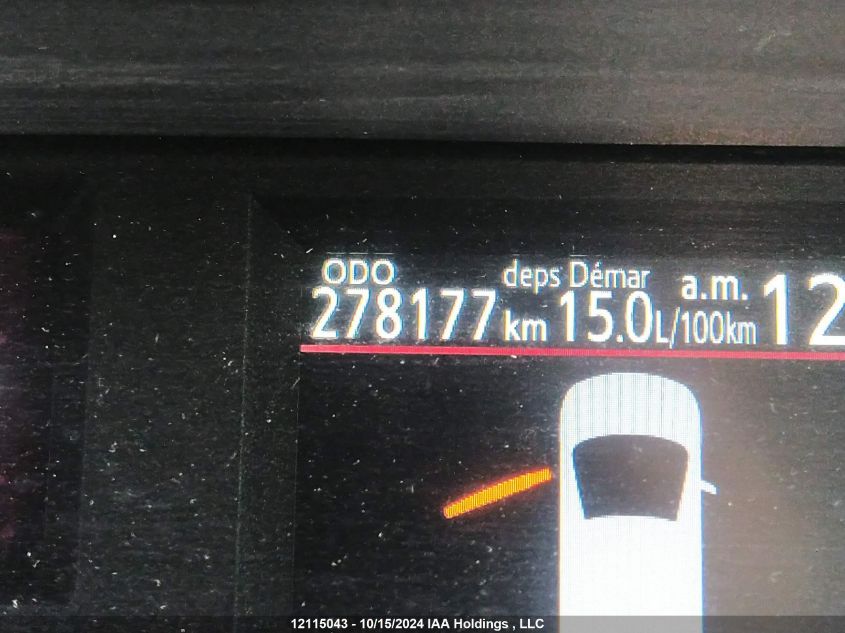 ODO deps Démar a.m. 12
278177 km 15.0 L/100km
12115043 - 10/15/2024 IAA Holdings , LLC